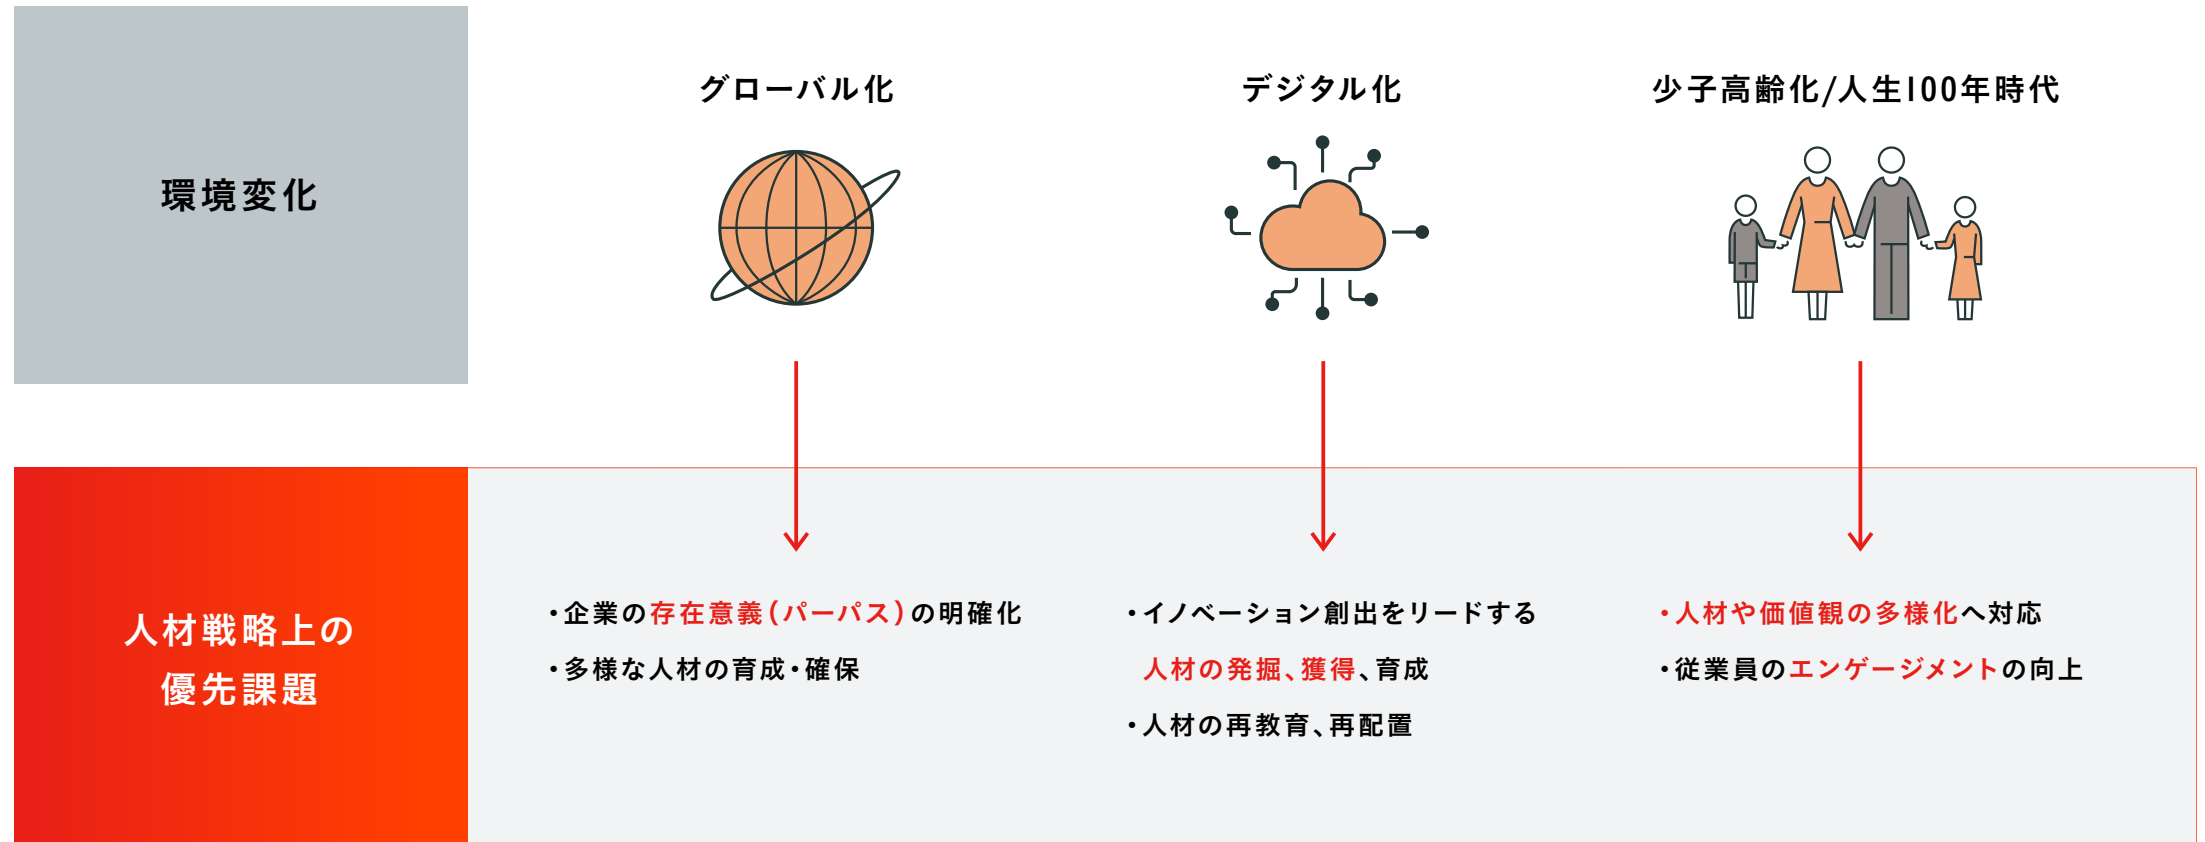 環境変化
グローバル化
デジタル化
少子高齢化/人生100年時代
人材戦略上の
優先課題
・企業の存在意義(パーパス)の明確化
・多様な人材の育成・確保
・イノベーション創出をリードする
人材の発掘、獲得、育成
・人材の再教育、再配置
・人材や価値観の多様化へ対応
・従業員のエンゲージメントの向上